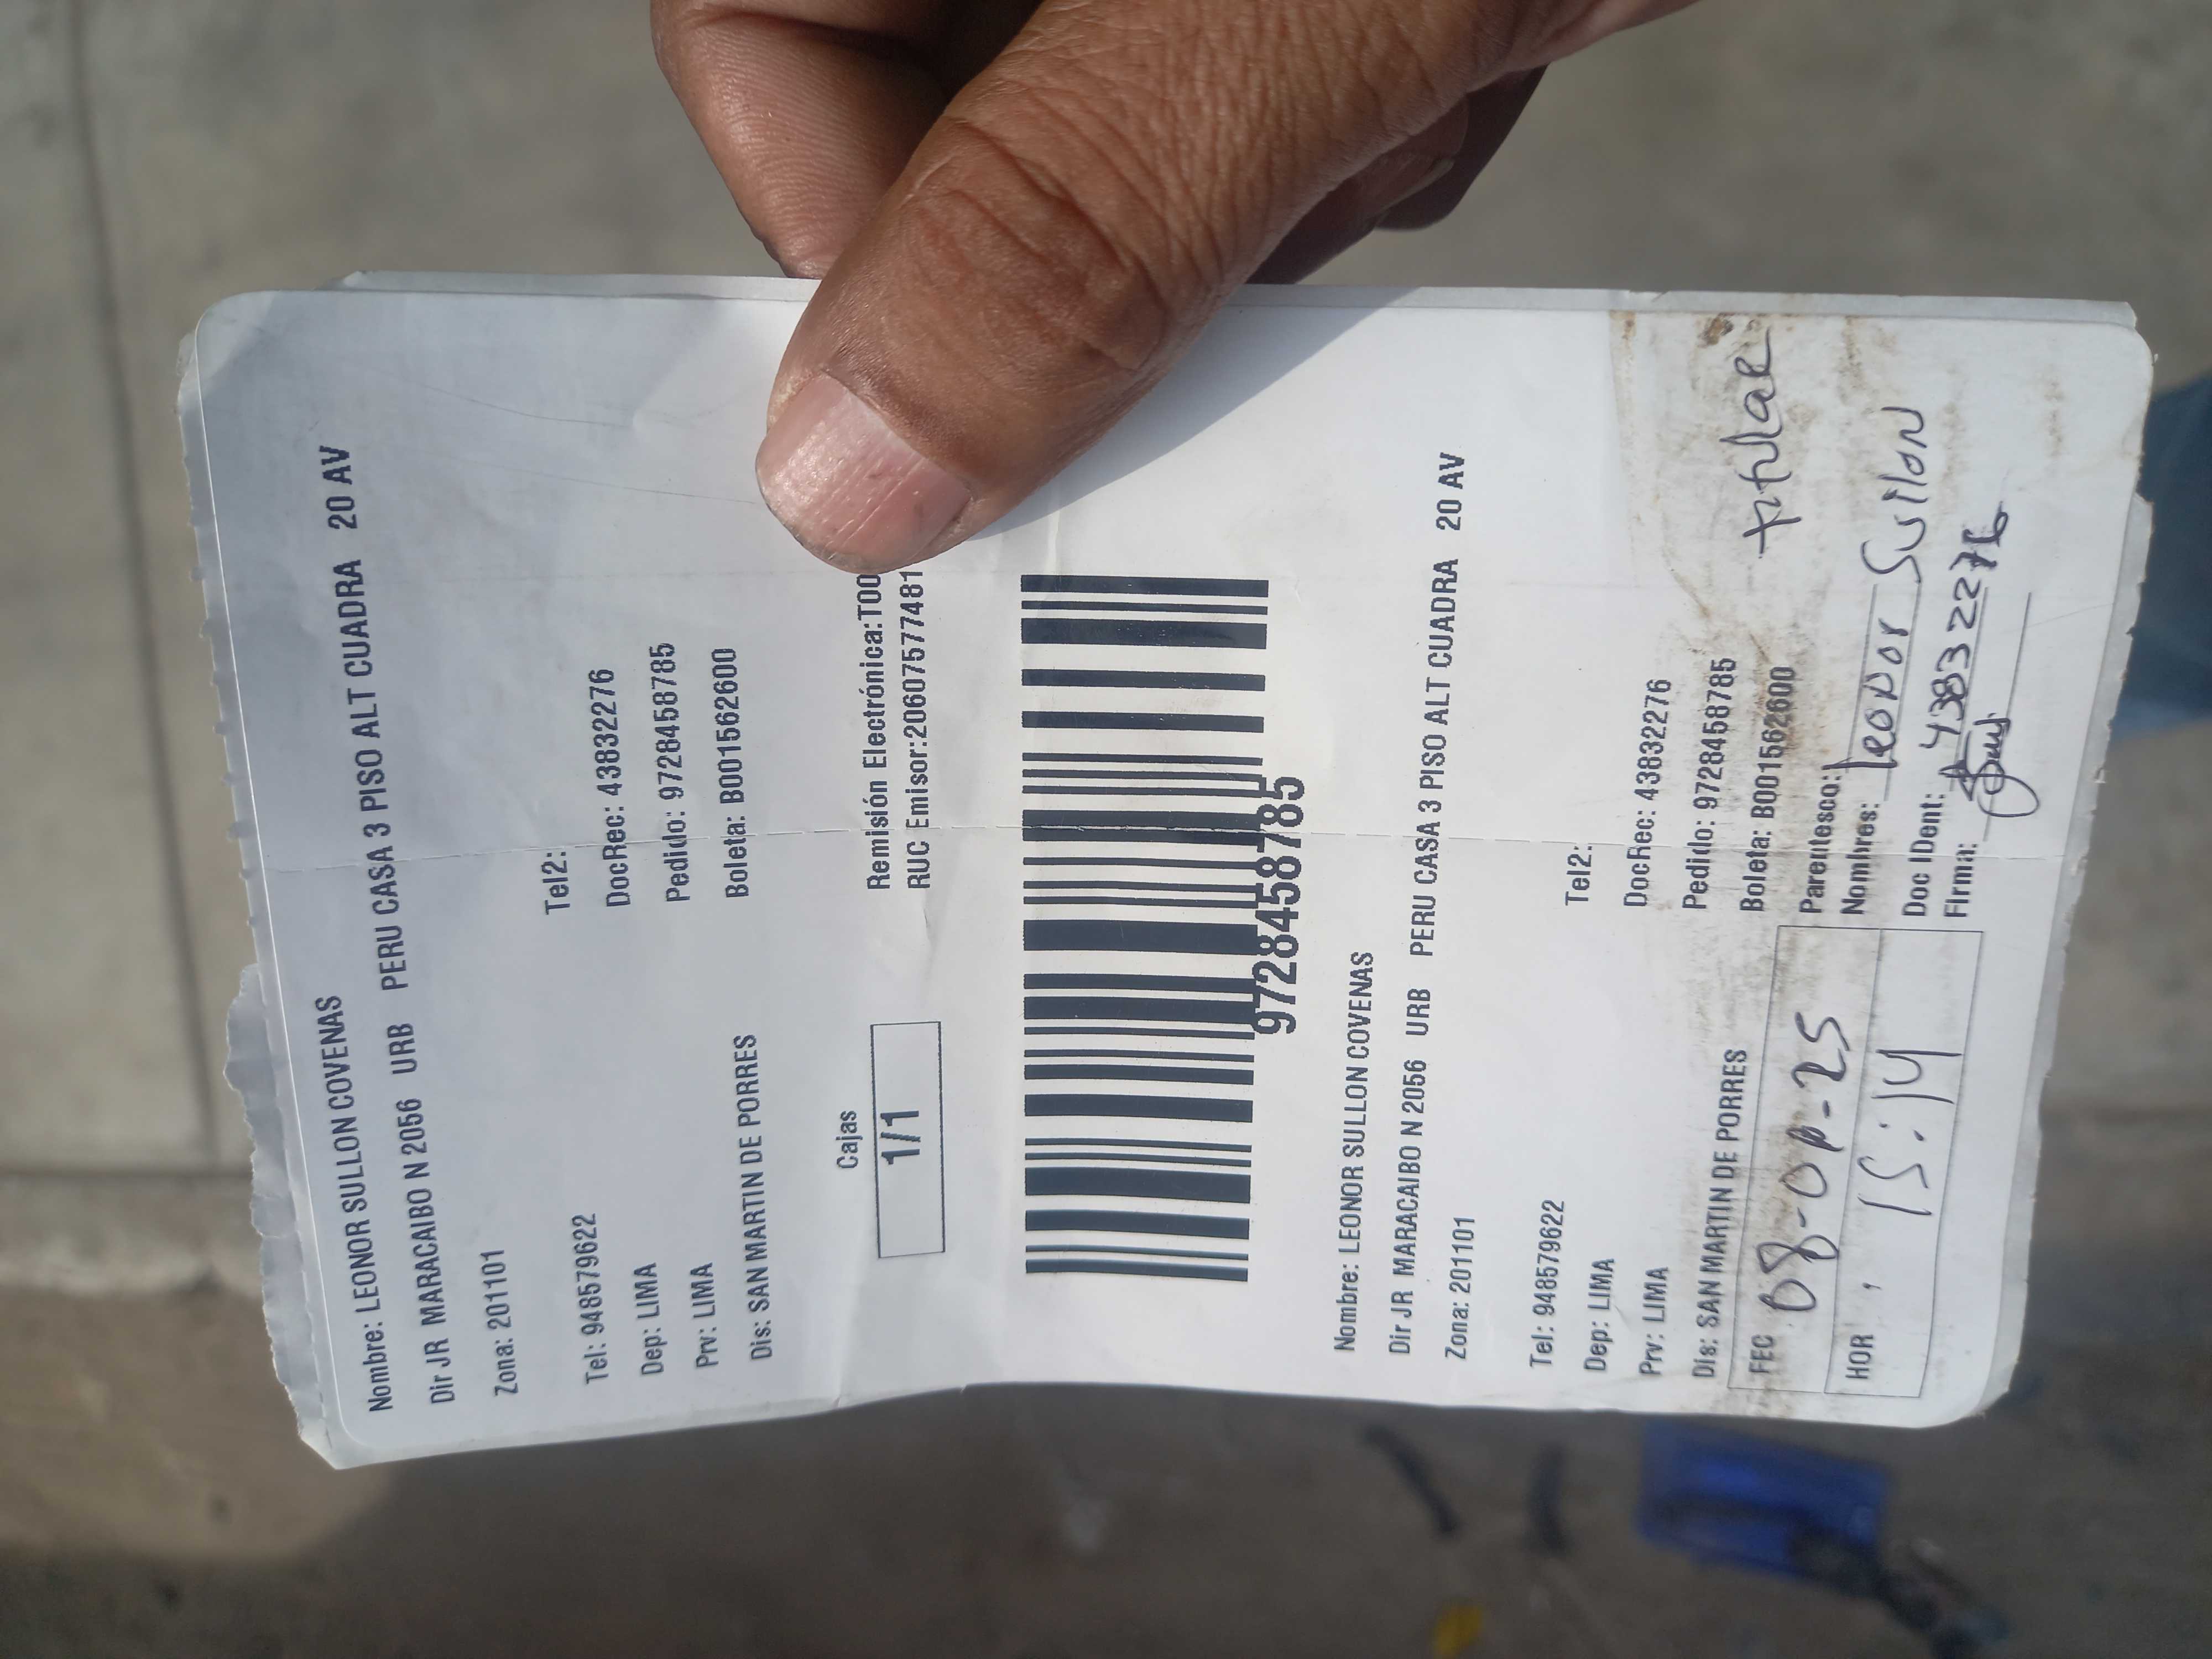 Nombre: LEONOR SULLON COVENAS
Dir JR MARACAIBO N 2056 URB PERU CASA 3 PISO ALT CUADRA 20 AV
Zona: 201101
Tel: 948579622 Tel2:
Dep: LIMA DocRec: 43832276
Prv: LIMA Pedido: 9728458785
Dis: SAN MARTIN DE PORRES Boleta: B001562600
Cajas
1/1
Remisión Electrónica:T00
RUC Emisor:20607577481
9728458785
Nombre: LEONOR SULLON COVENAS
Dir JR MARACAIBO N 2056 URB PERU CASA 3 PISO ALT CUADRA 20 AV
Zona: 201101
Tel: 948579622 Tel2:
Dep: LIMA DocRec: 43832276
Prv: LIMA Pedido: 9728458785
Dis: SAN MARTIN DE PORRES Boleta: B001562600
FEC 08-09-25
HOR 15:14
Parentesco: titular
Nombres: leonor Sullon
Doc IDent: 43832276
Firma: